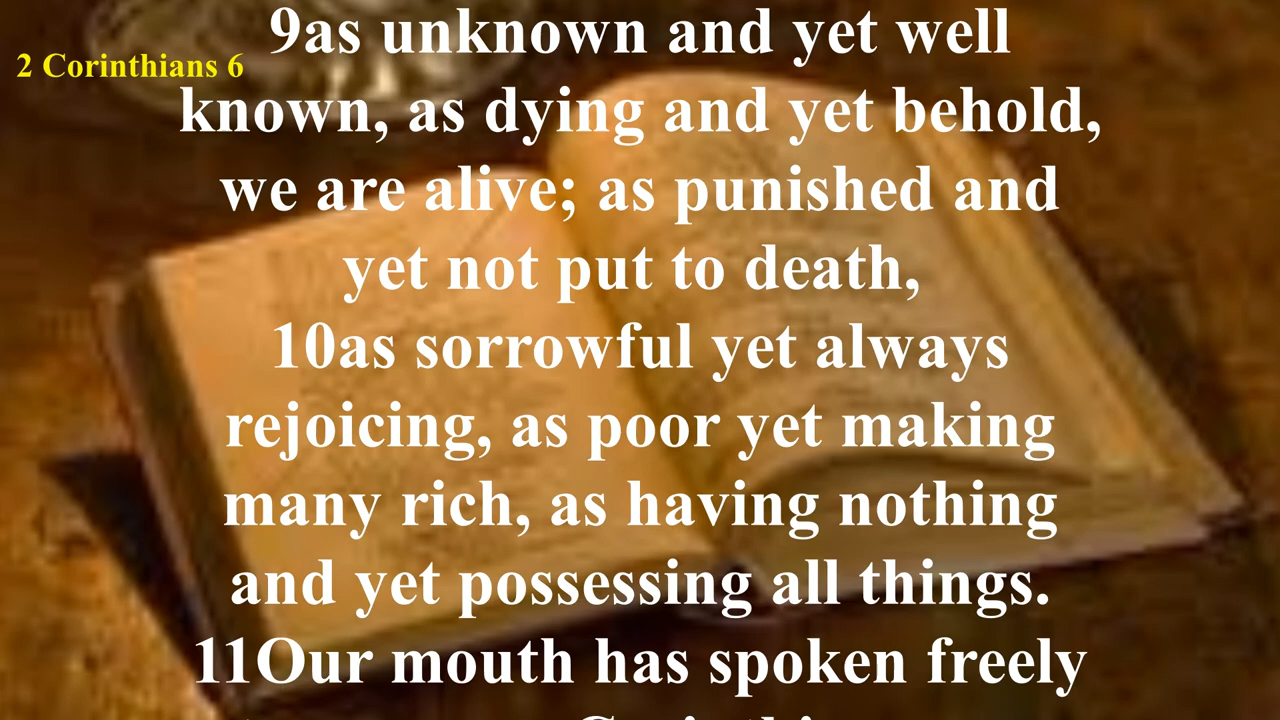 2 Corinthians 6
9as unknown and yet well
known, as dying and yet behold,
we are alive; as punished and
yet not put to death,
10as sorrowful yet always
rejoicing, as poor yet making
many rich, as having nothing
and yet possessing all things.
11Our mouth has spoken freely